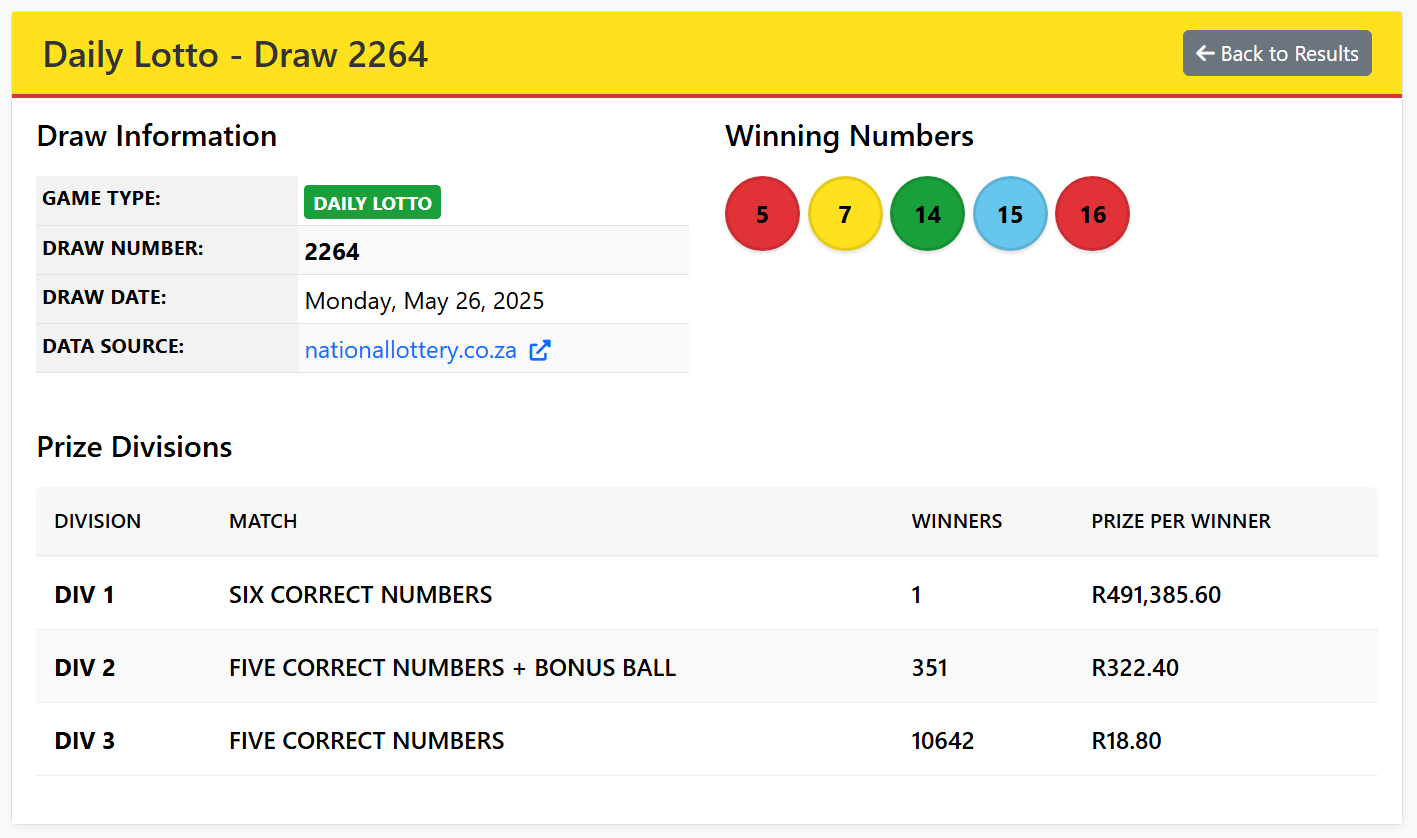 Daily Lotto - Draw 2264
Back to Results
Draw Information
GAME TYPE: DAILY LOTTO
DRAW NUMBER: 2264
DRAW DATE: Monday, May 26, 2025
DATA SOURCE: nationallottery.co.za
Winning Numbers
5 7 14 15 16
Prize Divisions
DIVISION MATCH WINNERS PRIZE PER WINNER
DIV 1 SIX CORRECT NUMBERS 1 R491,385.60
DIV 2 FIVE CORRECT NUMBERS + BONUS BALL 351 R322.40
DIV 3 FIVE CORRECT NUMBERS 10642 R18.80